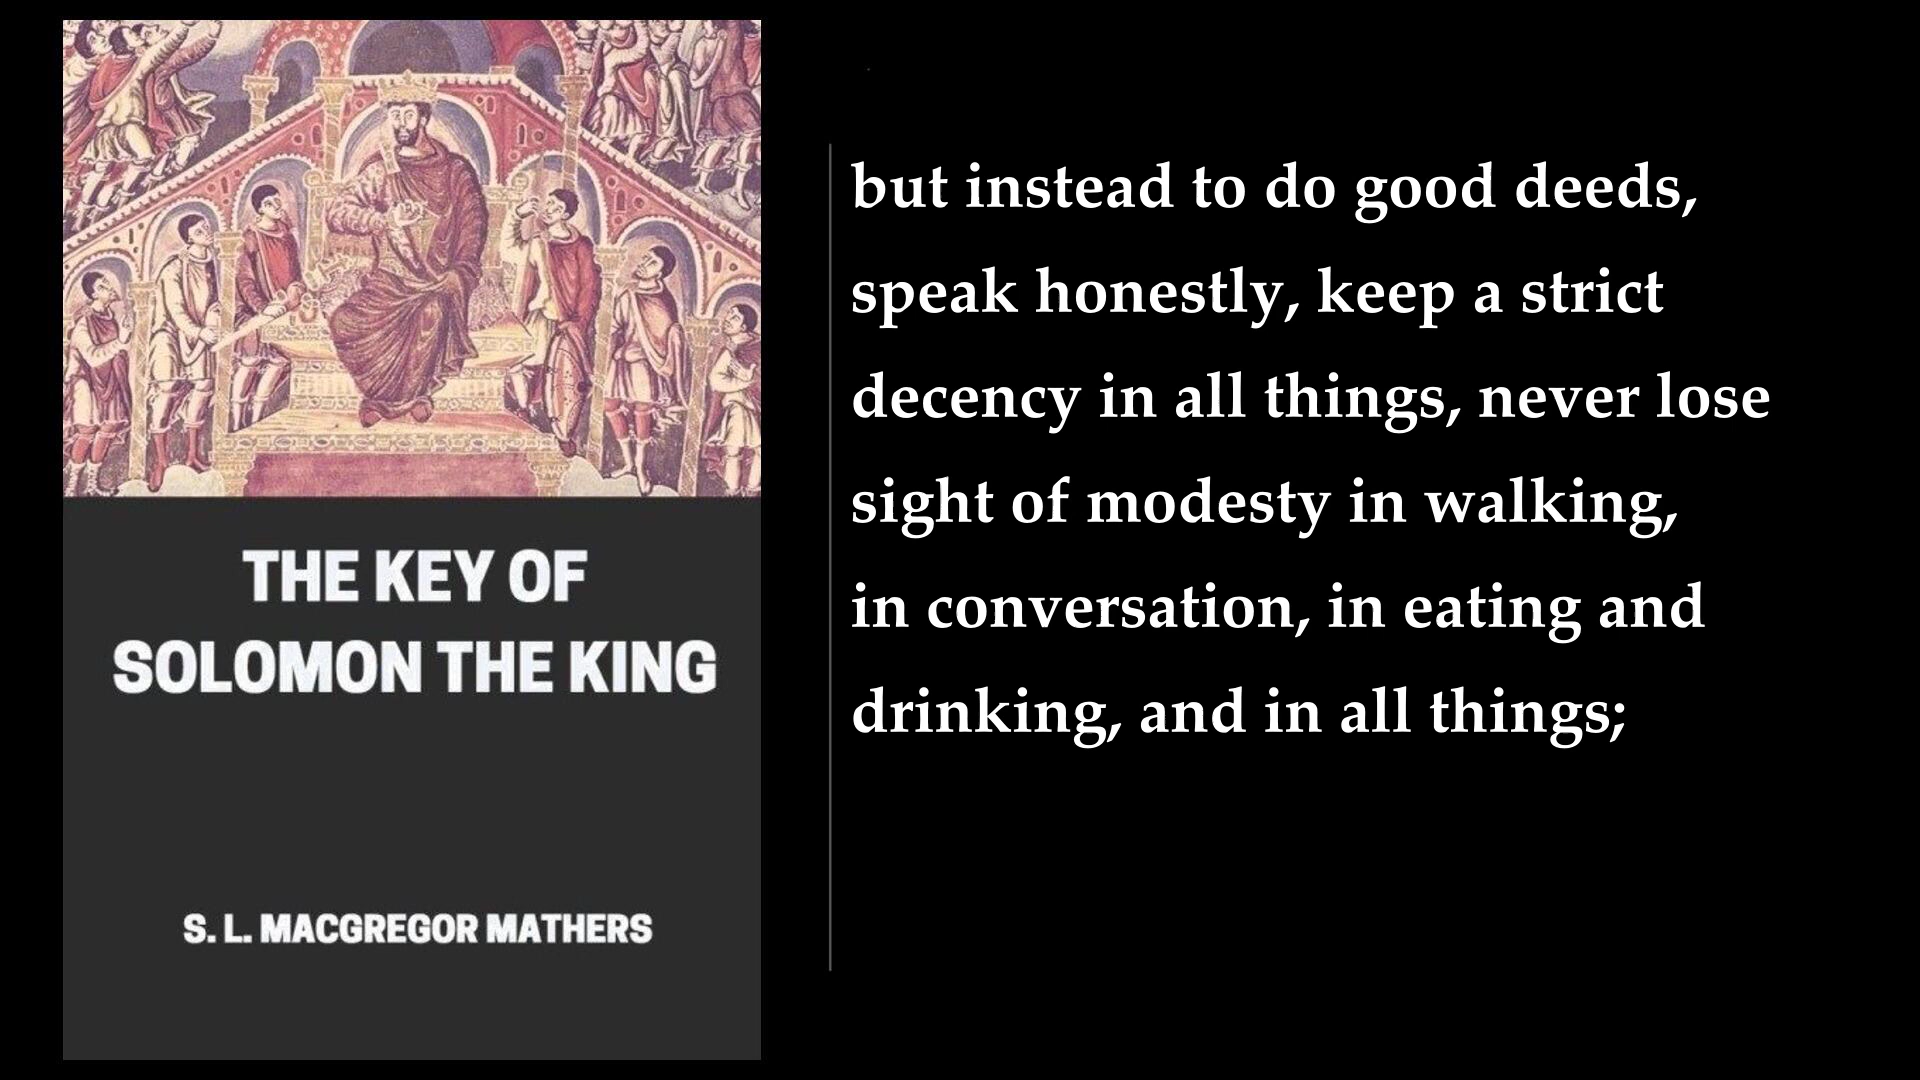 THE KEY OF
SOLOMON THE KING
S. L. MACGREGOR MATHERS
but instead to do good deeds,
speak honestly, keep a strict
decency in all things, never lose
sight of modesty in walking,
in conversation, in eating and
drinking, and in all things;